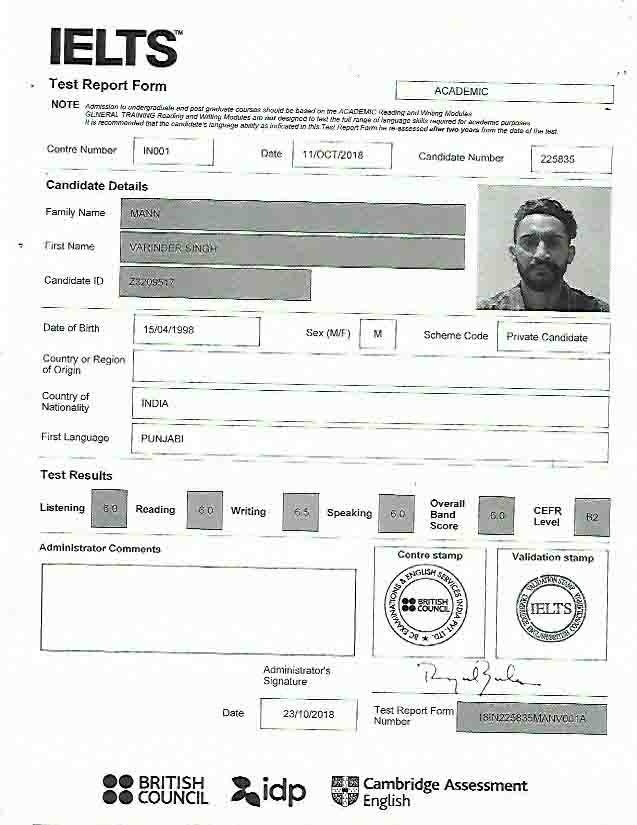 IELTS™
Test Report Form
ACADEMIC
NOTE Admission to undergraduate and post graduate courses should be based on the ACADEMIC Reading and Writing Modules.
GENERAL TRAINING Reading and Writing Modules are not designed to test the full range of language skills required for academic purposes.
It is recommended that the candidate's language ability as indicated in this Test Report Form be re-assessed after two years from the date of the test.
Centre Number IN001 Date 11/OCT/2018 Candidate Number 225835
Candidate Details
Family Name MANN
First Name VARINDER SINGH
Candidate ID
Date of Birth 15/04/1998 Sex (M/F) M Scheme Code Private Candidate
Country or Region
of Origin
Country of
Nationality INDIA
First Language PUNJABI
Test Results
Listening 6.0 Reading 6.0 Writing 6.5 Speaking 6.0 Overall Band Score 6.0 CEFR Level B2
Administrator Comments
Centre stamp
Validation stamp
BC EXAMINATIONS & ENGLISH SERVICES INDIA PVT. LTD.
BRITISH
COUNCIL
IELTS
Administrator's
Signature
Date 23/10/2018
Test Report Form
Number 18IN225835MANV001A
BRITISH
COUNCIL
idp
Cambridge Assessment
English